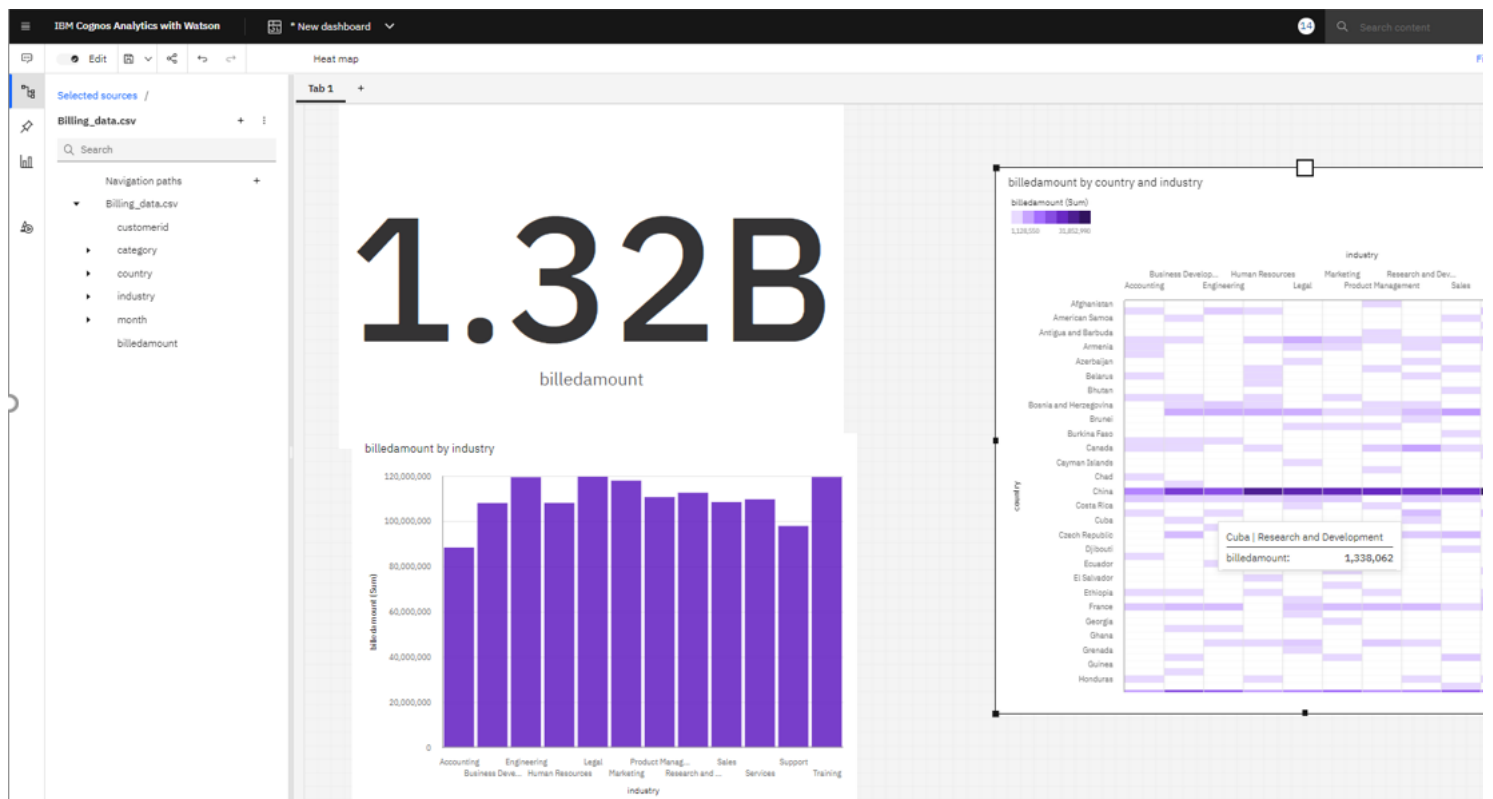 IBM Cognos Analytics with Watson
* New dashboard
14
Search content
Edit
Heat map
Selected sources /
Tab 1 +
Billing_data.csv
Search
Navigation paths
Billing_data.csv
customerid
category
country
industry
month
billedamount
1.32B
billedamount
billedamount by industry
120,000,000
100,000,000
80,000,000
60,000,000
40,000,000
20,000,000
0
billedamount (Sum)
Accounting Engineering Legal Product Manag... Sales Support
Business Deve... Human Resources Marketing Research and ... Services Training
industry
billedamount by country and industry
billedamount (Sum)
1,128,550 31,852,990
industry
Business Develop... Human Resources Marketing Research and Dev...
Accounting Engineering Legal Product Management Sales
country
Afghanistan
American Samoa
Antigua and Barbuda
Armenia
Azerbaijan
Belarus
Bhutan
Bosnia and Herzegovina
Brunei
Burkina Faso
Canada
Cayman Islands
Chad
China
Costa Rica
Cuba
Czech Republic
Djibouti
Ecuador
El Salvador
Ethiopia
France
Georgia
Ghana
Grenada
Guinea
Honduras
Cuba | Research and Development
billedamount: 1,338,062